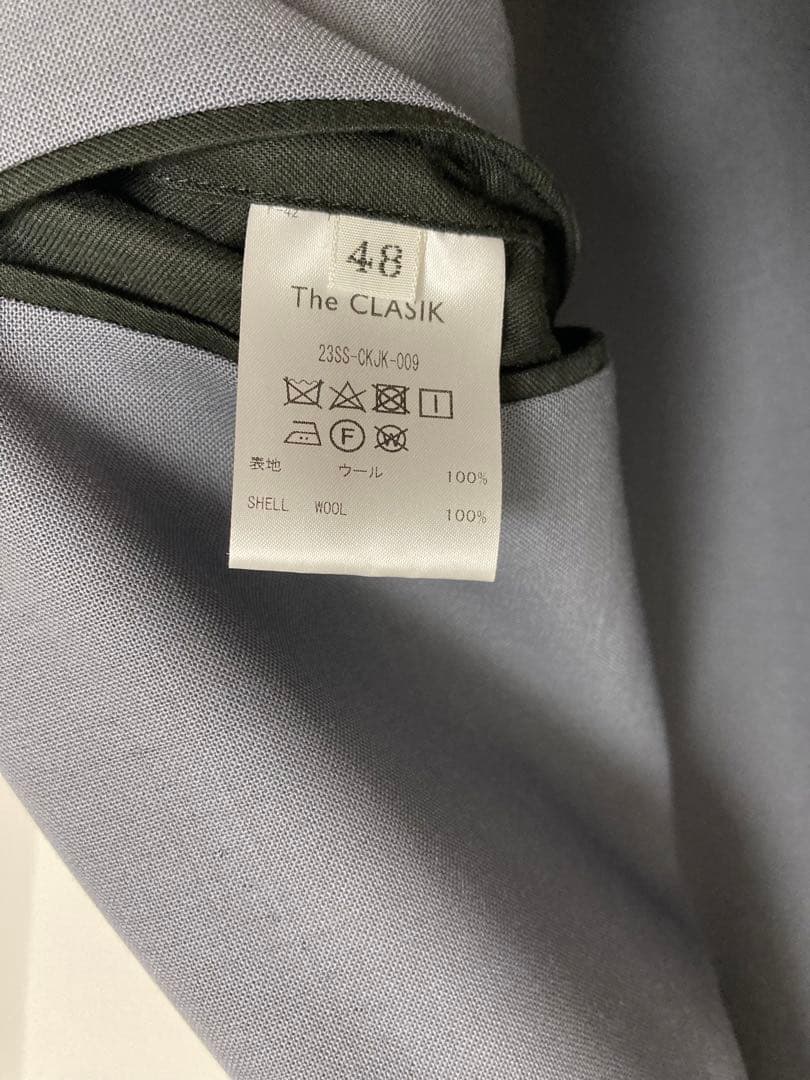 48
The CLASIK
23SS-CKJK-009
F
W
表地 ウール 100%
SHELL WOOL 100%